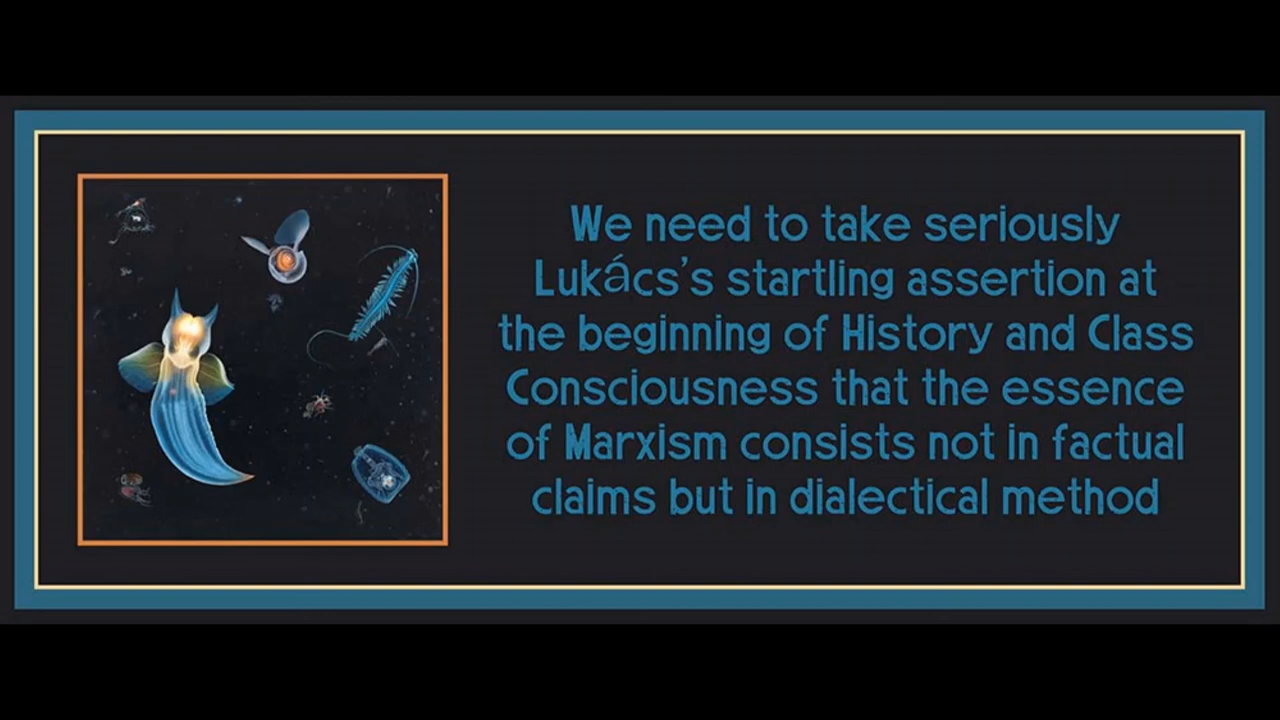 We need to take seriously
Lukács’s startling assertion at
the beginning of History and Class
Consciousness that the essence
of Marxism consists not in factual
claims but in dialectical method